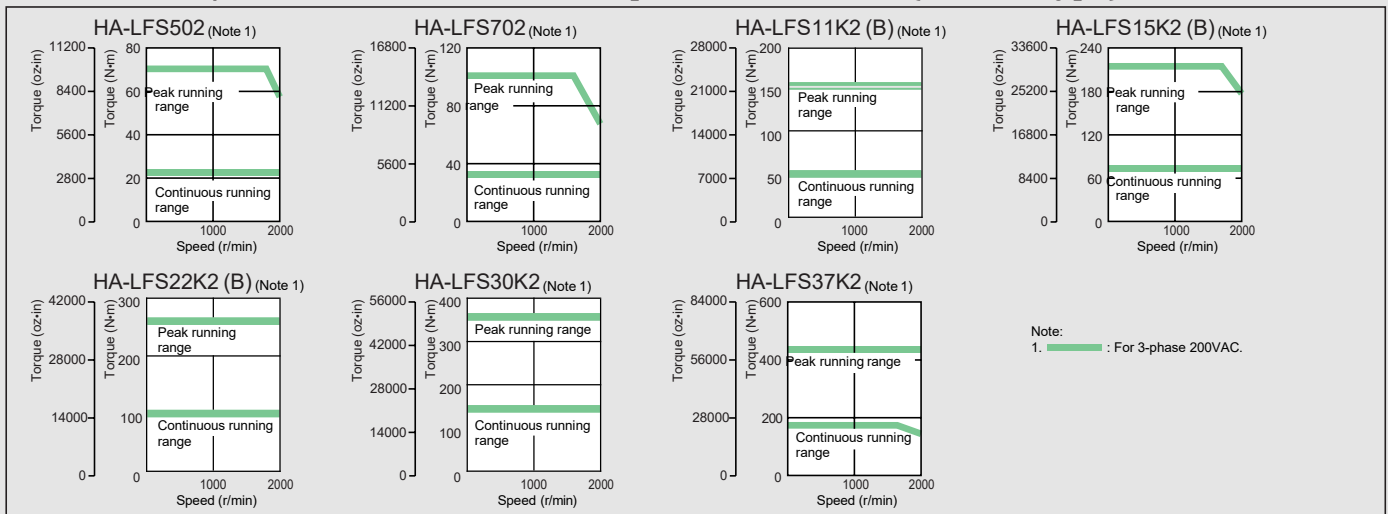 HA-LFS502 (Note 1)
Torque (oz•in)
11200
8400
5600
2800
0
Torque (N•m)
80
60
40
20
0
Peak running
range
Continuous running
range
1000 2000
Speed (r/min)
HA-LFS702 (Note 1)
Torque (oz•in)
16800
11200
5600
0
Torque (N•m)
120
80
40
0
Peak running
range
Continuous running
range
1000 2000
Speed (r/min)
HA-LFS11K2 (B) (Note 1)
Torque (oz•in)
28000
21000
14000
7000
0
Torque (N•m)
200
150
100
50
0
Peak running
range
Continuous running
range
1000 2000
Speed (r/min)
HA-LFS15K2 (B) (Note 1)
Torque (oz•in)
33600
25200
16800
8400
0
Torque (N•m)
240
180
120
60
0
Peak running
range
Continuous running
range
1000 2000
Speed (r/min)
HA-LFS22K2 (B) (Note 1)
Torque (oz•in)
42000
28000
14000
0
Torque (N•m)
300
200
100
0
Peak running
range
Continuous running
range
1000 2000
Speed (r/min)
HA-LFS30K2 (Note 1)
Torque (oz•in)
56000
42000
28000
14000
0
Torque (N•m)
400
300
200
100
0
Peak running range
Continuous running
range
1000 2000
Speed (r/min)
HA-LFS37K2 (Note 1)
Torque (oz•in)
84000
56000
28000
0
Torque (N•m)
600
400
200
0
Peak running range
Continuous running
range
1000 2000
Speed (r/min)
Note:
1. : For 3-phase 200VAC.